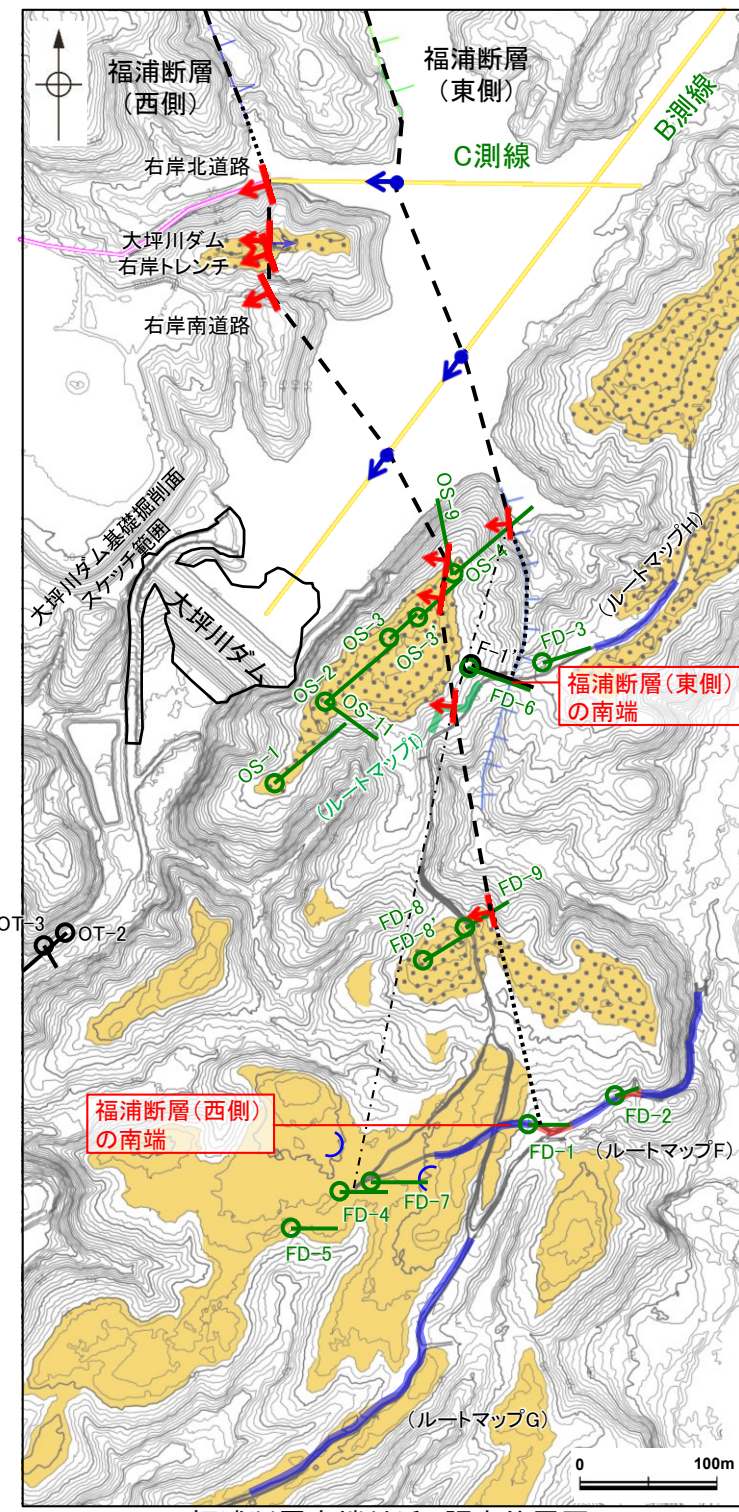 福浦断層
(西側)
福浦断層
(東側)
B測線
C測線
右岸北道路
大坪川ダム
右岸トレンチ
右岸南道路
大坪川ダム基礎掘削面
スケッチ範囲
大坪川ダム
OS-9
OS-4
OS-3
OS-3'
OS-2
OS-11
OS-1
(ルートマップH)
F-1'
FD-3
FD-6
福浦断層(東側)
の南端
(ルートマップI)
FD-9
FD-8
FD-8'
OT-3
OT-2
福浦断層(西側)
の南端
FD-2
FD-1
(ルートマップF)
FD-7
FD-4
FD-5
(ルートマップG)
0 100m